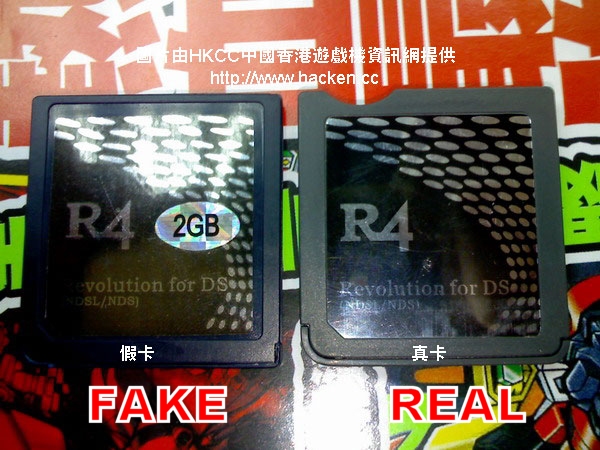 圖片由HKCC中國香港遊戲機資訊網提供
http://www.hacken.cc
R4
2GB
Revolution for DS
(NDSL/NDS)
R4
Revolution for DS
(NDSL/NDS)
假卡
真卡
FAKE
REAL